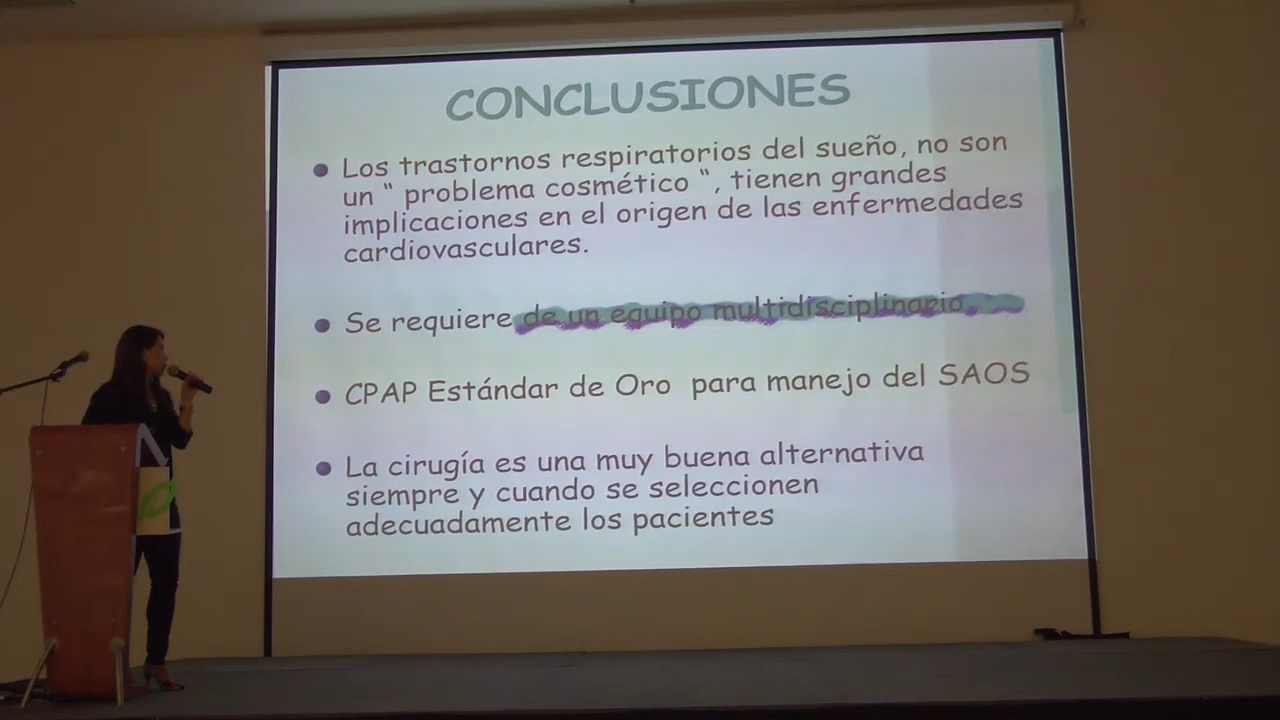 CONCLUSIONES
• Los trastornos respiratorios del sueño, no son
un “ problema cosmético “, tienen grandes
implicaciones en el origen de las enfermedades
cardiovasculares.
• Se requiere de un equipo multidisciplinario.
• CPAP Estándar de Oro para manejo del SAOS
• La cirugía es una muy buena alternativa
siempre y cuando se seleccionen
adecuadamente los pacientes